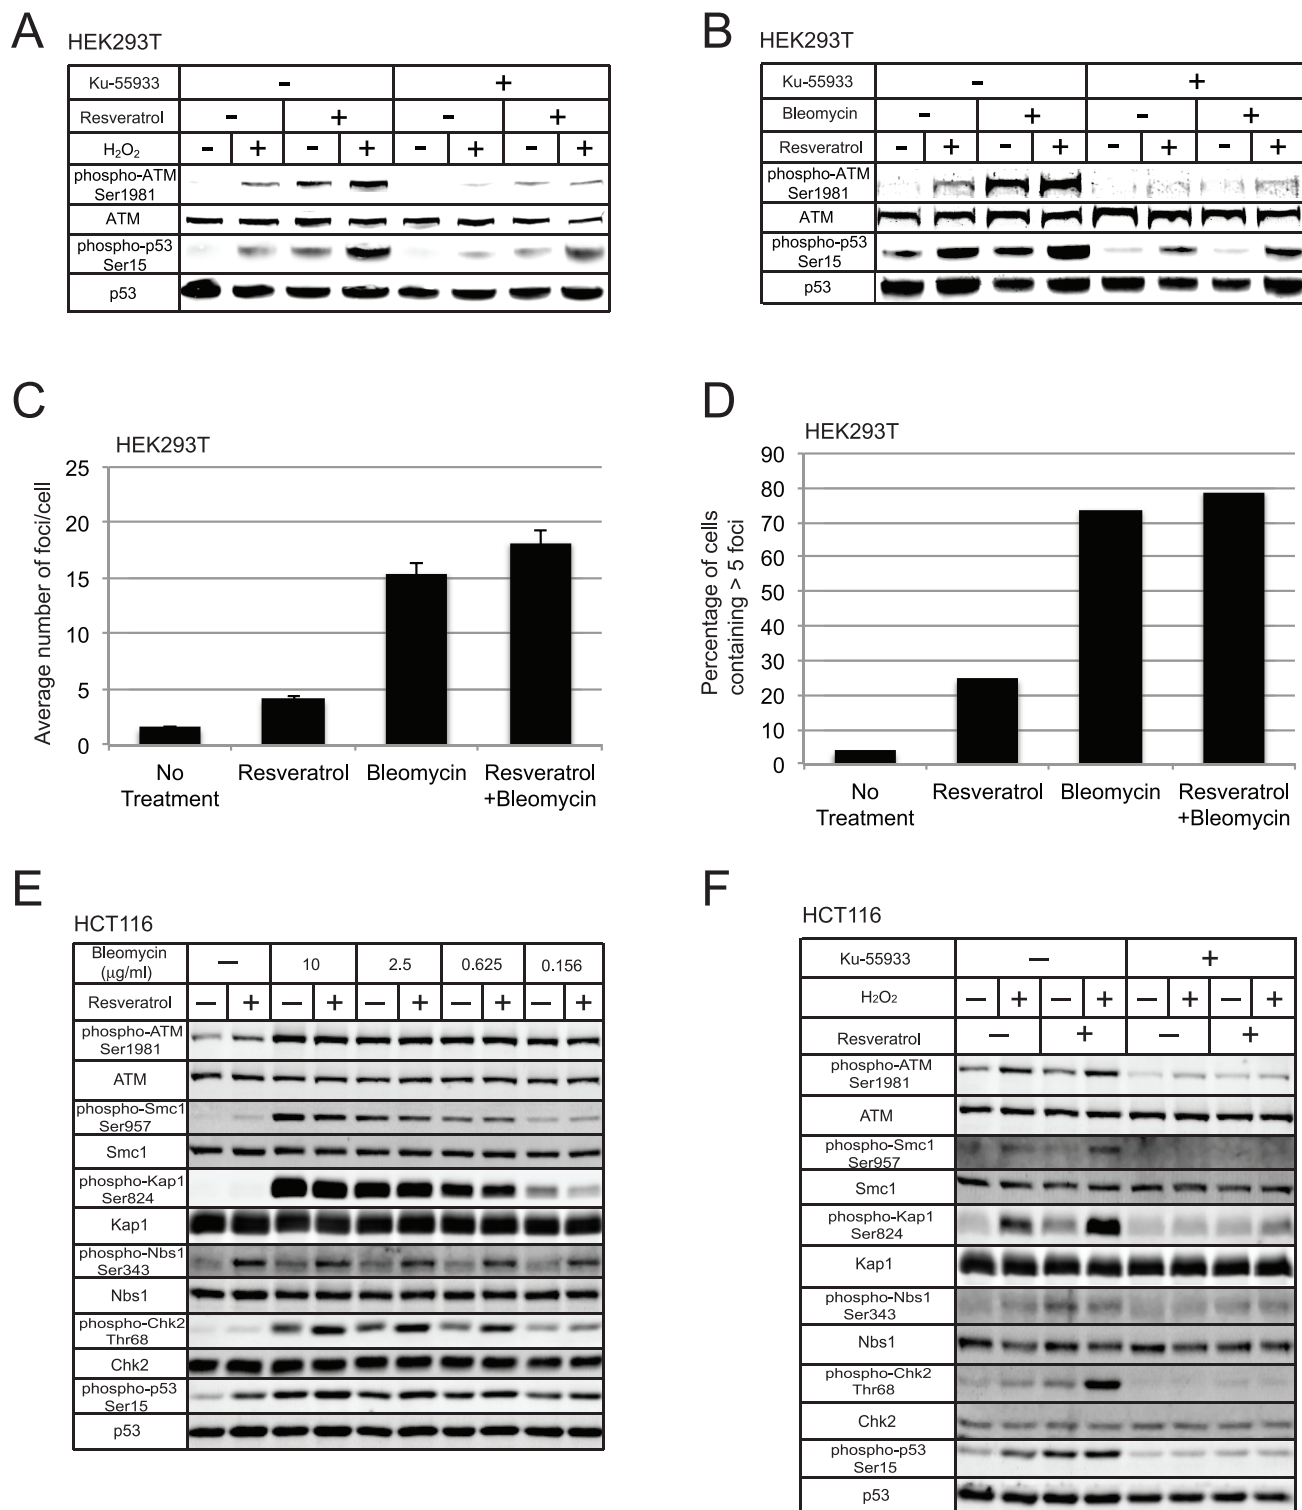 A
HEK293T
Ku-55933 - +
Resveratrol - + - +
H₂O₂ - + - + - + - +
phospho-ATM
Ser1981
ATM
phospho-p53
Ser15
p53
B
HEK293T
Ku-55933 - +
Bleomycin - + - +
Resveratrol - + - + - + - +
phospho-ATM
Ser1981
ATM
phospho-p53
Ser15
p53
C
HEK293T
Average number of foci/cell
25
20
15
10
5
0
No
Treatment
Resveratrol
Bleomycin
Resveratrol
+Bleomycin
D
HEK293T
Percentage of cells
containing > 5 foci
90
80
70
60
50
40
30
20
10
0
No
Treatment
Resveratrol
Bleomycin
Resveratrol
+Bleomycin
E
HCT116
Bleomycin
(µg/ml)
— 10 2.5 0.625 0.156
Resveratrol — + — + — + — + — +
phospho-ATM
Ser1981
ATM
phospho-Smc1
Ser957
Smc1
phospho-Kap1
Ser824
Kap1
phospho-Nbs1
Ser343
Nbs1
phospho-Chk2
Thr68
Chk2
phospho-p53
Ser15
p53
F
HCT116
Ku-55933 — +
H₂O₂ — + — + — + — +
Resveratrol — + — +
phospho-ATM
Ser1981
ATM
phospho-Smc1
Ser957
Smc1
phospho-Kap1
Ser824
Kap1
phospho-Nbs1
Ser343
Nbs1
phospho-Chk2
Thr68
Chk2
phospho-p53
Ser15
p53